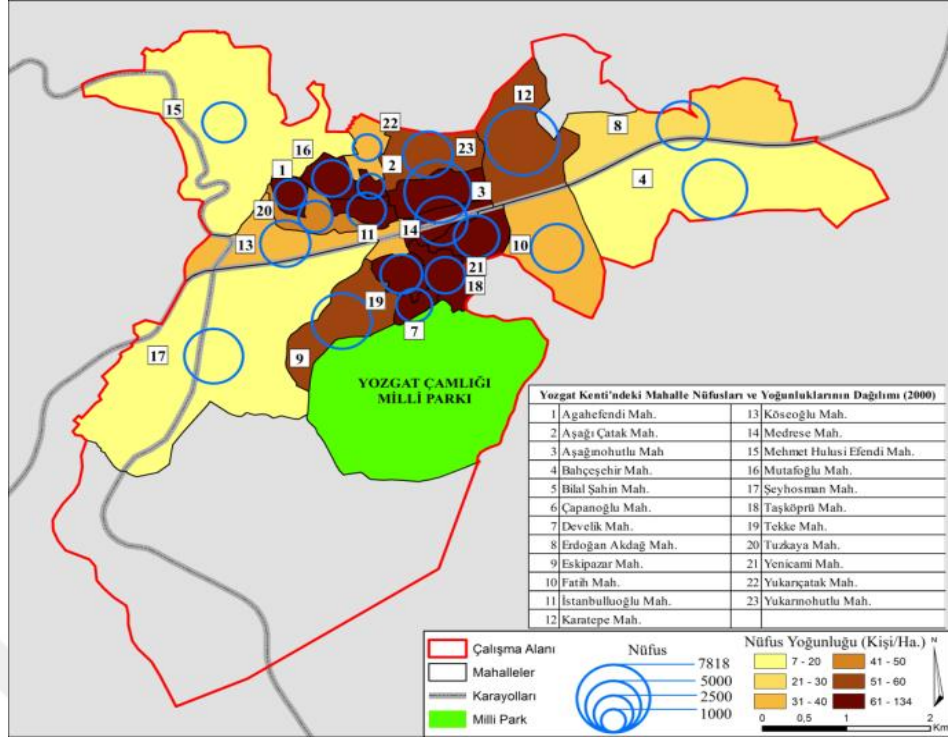 15
22
12
8
16
23
1
2
4
3
20
11
14
13
10
21
19
18
7
17
9
YOZGAT ÇAMLIĞI
MİLLİ PARKI
Yozgat Kenti'ndeki Mahalle Nüfusları ve Yoğunluklarının Dağılımı (2000)
1 Agahefendi Mah. 13 Köseoğlu Mah.
2 Aşağı Çatak Mah. 14 Medrese Mah.
3 Aşağınohutlu Mah 15 Mehmet Hulusi Efendi Mah.
4 Bahçeşehir Mah. 16 Mutafoğlu Mah.
5 Bilal Şahin Mah. 17 Şeyhosman Mah.
6 Çapanoğlu Mah. 18 Taşköprü Mah.
7 Develik Mah. 19 Tekke Mah.
8 Erdoğan Akdağ Mah. 20 Tuzkaya Mah.
9 Eskipazar Mah. 21 Yenicami Mah.
10 Fatih Mah. 22 Yukarıçatak Mah.
11 İstanbulluoğlu Mah. 23 Yukarınohutlu Mah.
12 Karatepe Mah.
Çalışma Alanı
Mahalleler
Karayolları
Milli Park
Nüfus
7818
5000
2500
1000
Nüfus Yoğunluğu (Kişi/Ha.)
7 - 20 41 - 50
21 - 30 51 - 60
31 - 40 61 - 134
N
0 0,5 1 2
Km